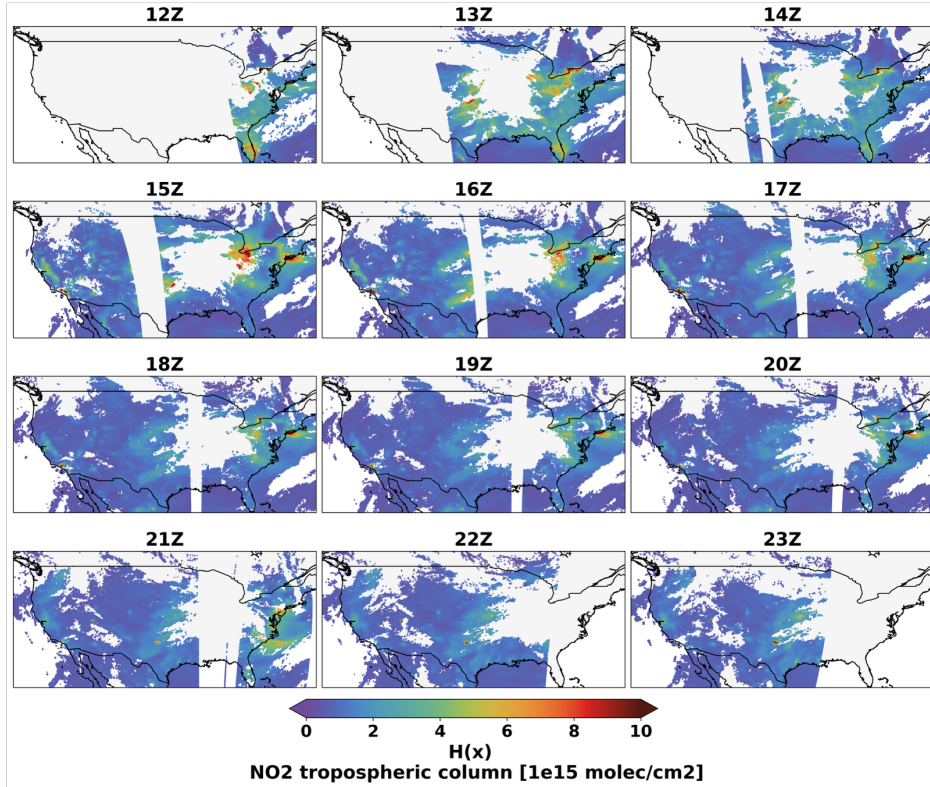 12Z
13Z
14Z
15Z
16Z
17Z
18Z
19Z
20Z
21Z
22Z
23Z
0 2 4 6 8 10
H(x)
NO2 tropospheric column [1e15 molec/cm2]